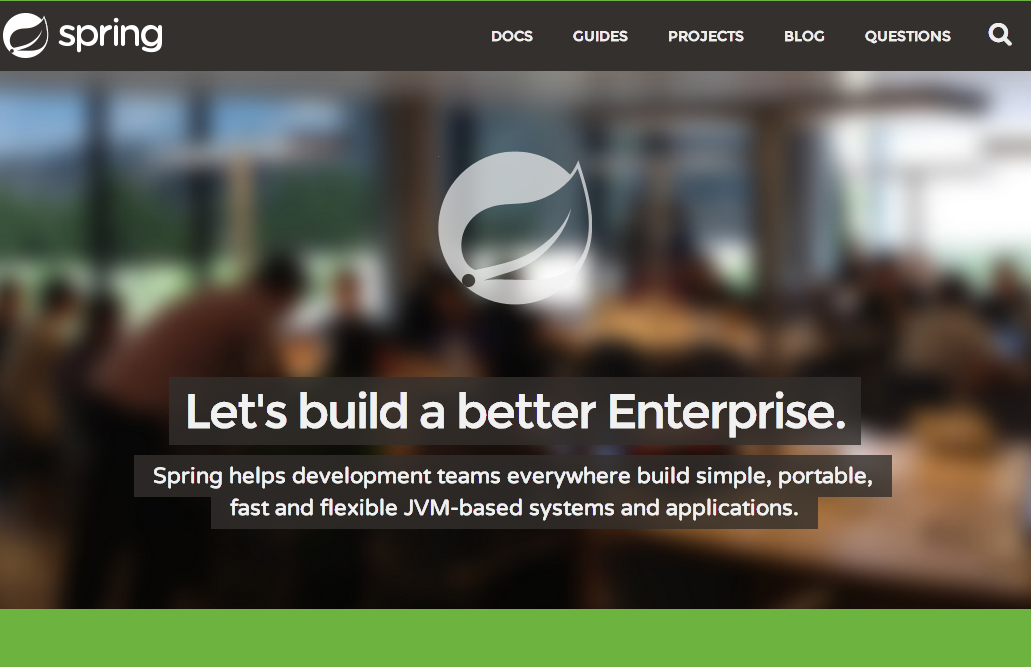 spring
DOCS GUIDES PROJECTS BLOG QUESTIONS
Let's build a better Enterprise.
Spring helps development teams everywhere build simple, portable,
fast and flexible JVM-based systems and applications.